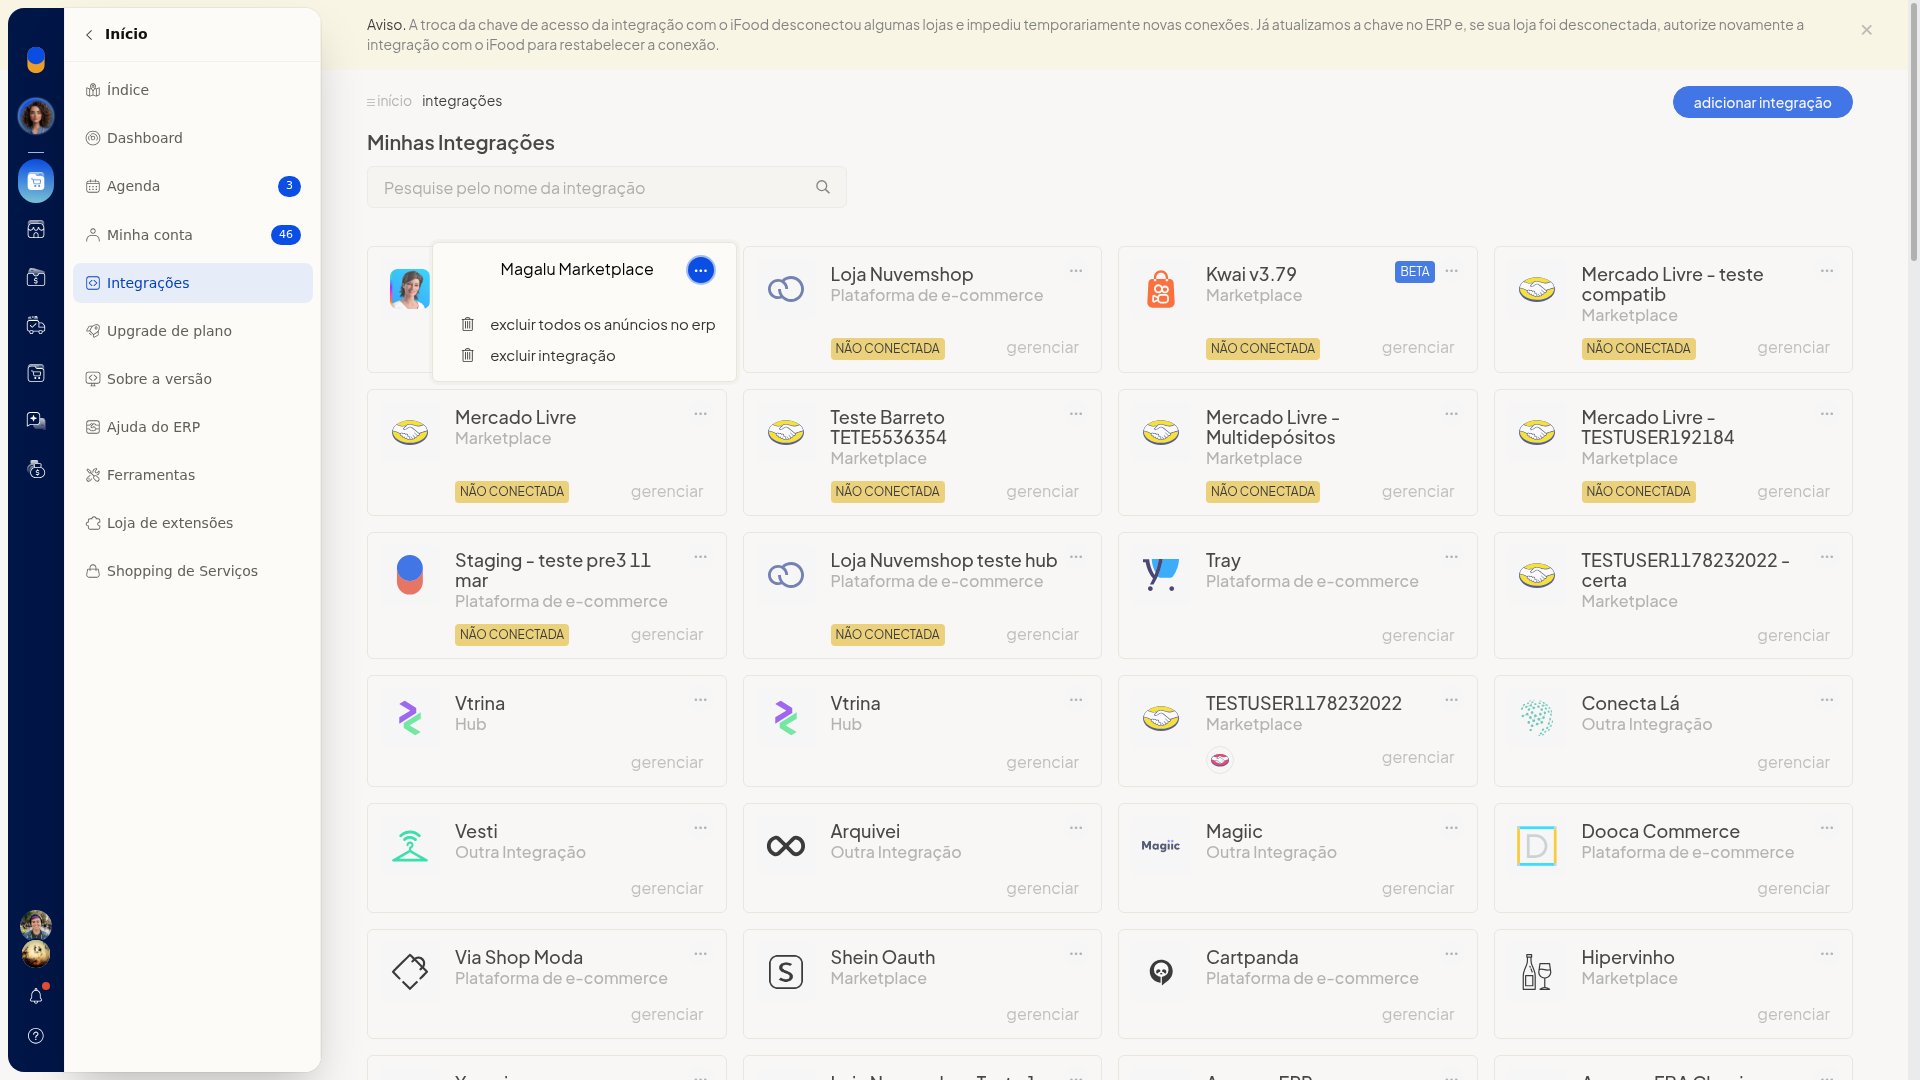 Início
Índice
Dashboard
Agenda
3
Minha conta
46
Integrações
Upgrade de plano
Sobre a versão
Ajuda do ERP
Ferramentas
Loja de extensões
Shopping de Serviços
Aviso. A troca da chave de acesso da integração com o iFood desconectou algumas lojas e impediu temporariamente novas conexões. Já atualizamos a chave no ERP e, se sua loja foi desconectada, autorize novamente a
integração com o iFood para restabelecer a conexão.
início integrações
adicionar integração
Minhas Integrações
Pesquise pelo nome da integração
Magalu Marketplace
excluir todos os anúncios no erp
excluir integração
Loja Nuvemshop
Plataforma de e-commerce
NÃO CONECTADA
gerenciar
Kwai v3.79
BETA
Marketplace
NÃO CONECTADA
gerenciar
Mercado Livre - teste
compatib
Marketplace
NÃO CONECTADA
gerenciar
Mercado Livre
Marketplace
NÃO CONECTADA
gerenciar
Teste Barreto
TETE5536354
Marketplace
NÃO CONECTADA
gerenciar
Mercado Livre -
Multidepósitos
Marketplace
NÃO CONECTADA
gerenciar
Mercado Livre -
TESTUSER192184
Marketplace
NÃO CONECTADA
gerenciar
Staging - teste pre3 11
mar
Plataforma de e-commerce
NÃO CONECTADA
gerenciar
Loja Nuvemshop teste hub
Plataforma de e-commerce
NÃO CONECTADA
gerenciar
Tray
Plataforma de e-commerce
gerenciar
TESTUSER1178232022 -
certa
Marketplace
gerenciar
Vtrina
Hub
gerenciar
Vtrina
Hub
gerenciar
TESTUSER1178232022
Marketplace
gerenciar
Conecta Lá
Outra Integração
gerenciar
Vesti
Outra Integração
gerenciar
Arquivei
Outra Integração
gerenciar
Magiic
Magiic
Outra Integração
gerenciar
D
Dooca Commerce
Plataforma de e-commerce
gerenciar
Via Shop Moda
Plataforma de e-commerce
gerenciar
S
Shein Oauth
Marketplace
gerenciar
Cartpanda
Plataforma de e-commerce
gerenciar
Hipervinho
Marketplace
gerenciar